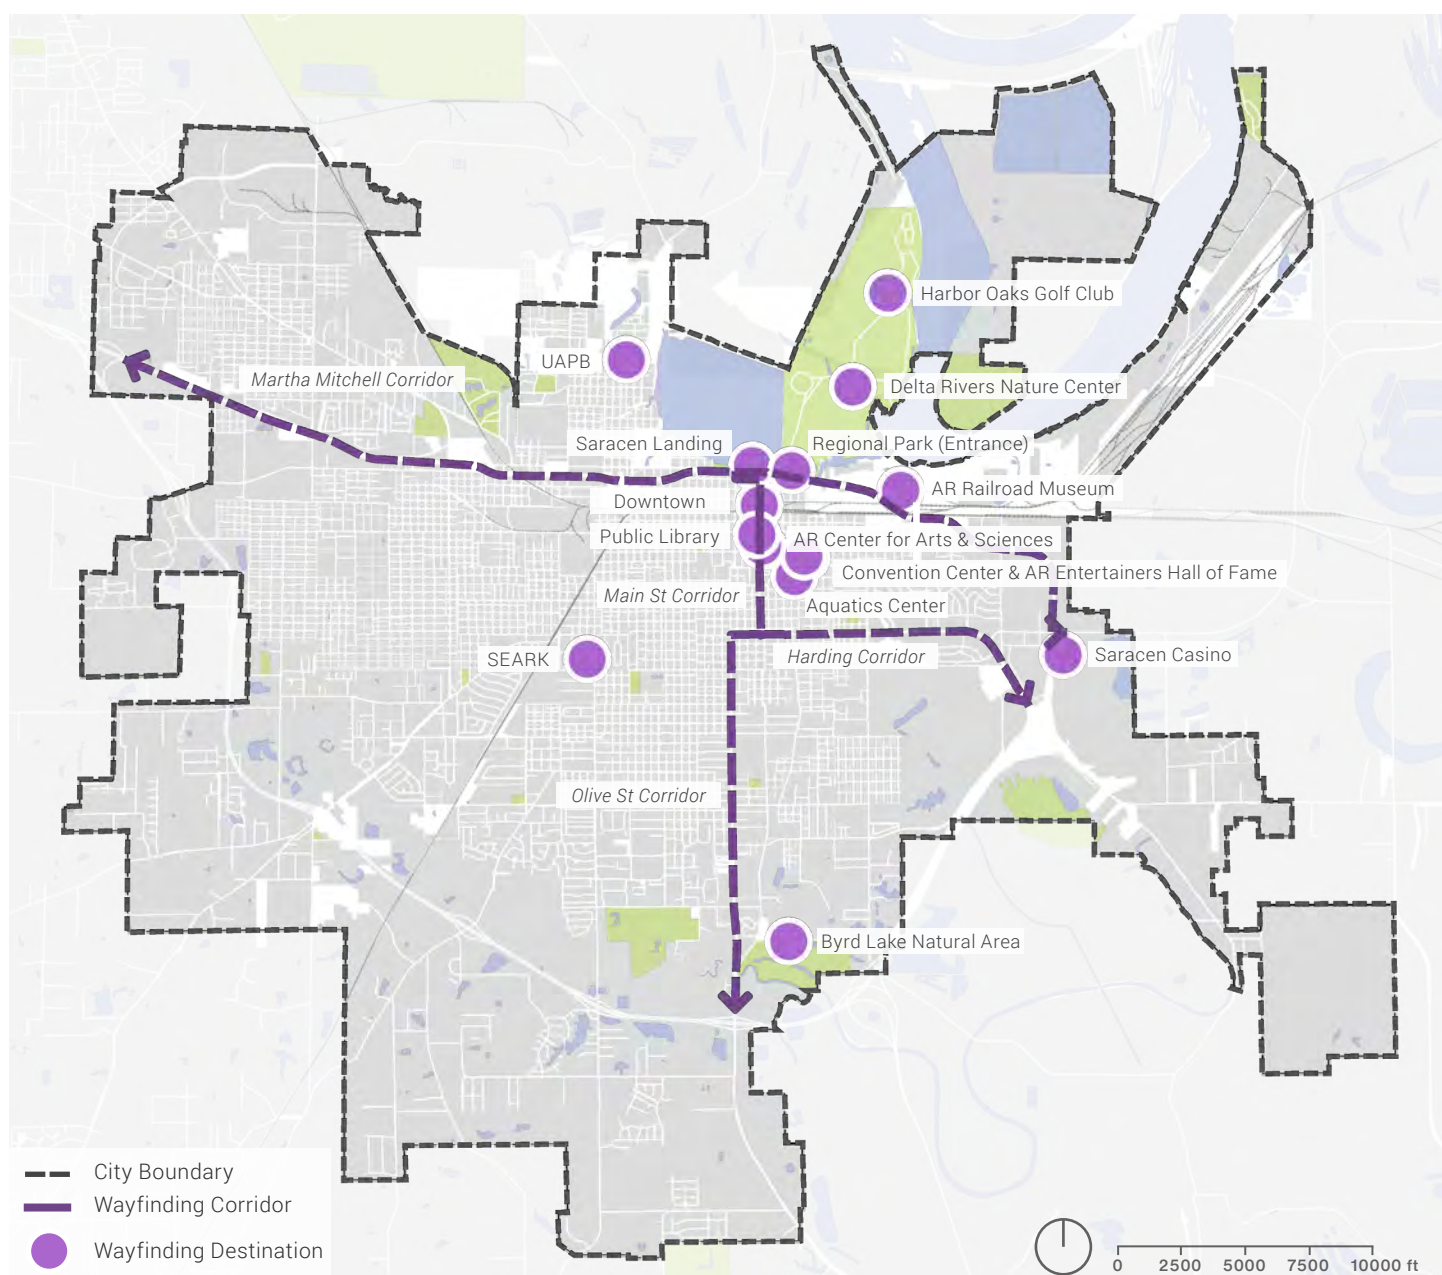 Harbor Oaks Golf Club
UAPB
Martha Mitchell Corridor
Delta Rivers Nature Center
Saracen Landing
Regional Park (Entrance)
AR Railroad Museum
Downtown
Public Library
AR Center for Arts & Sciences
Convention Center & AR Entertainers Hall of Fame
Main St Corridor
Aquatics Center
SEARK
Harding Corridor
Saracen Casino
Olive St Corridor
Byrd Lake Natural Area
City Boundary
Wayfinding Corridor
Wayfinding Destination
0 2500 5000 7500 10000 ft